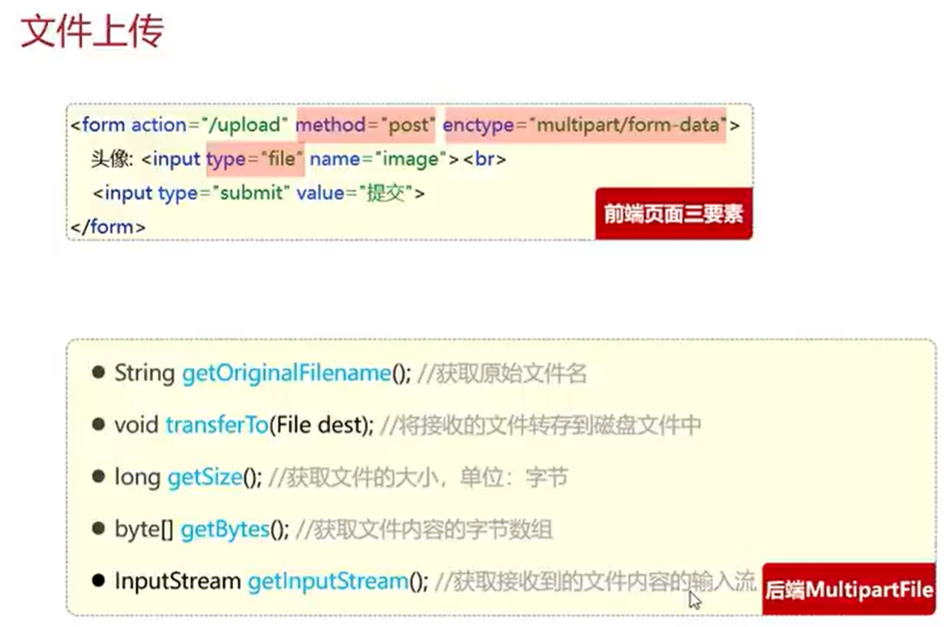 文件上传
<form action="/upload" method="post" enctype="multipart/form-data">
头像: <input type="file" name="image"><br>
<input type="submit" value="提交">
</form>
前端页面三要素
● String getOriginalFilename(); //获取原始文件名
● void transferTo(File dest); //将接收的文件转存到磁盘文件中
● long getSize(); //获取文件的大小，单位：字节
● byte[] getBytes(); //获取文件内容的字节数组
● InputStream getInputStream(); //获取接收到的文件内容的输入流
后端MultipartFile